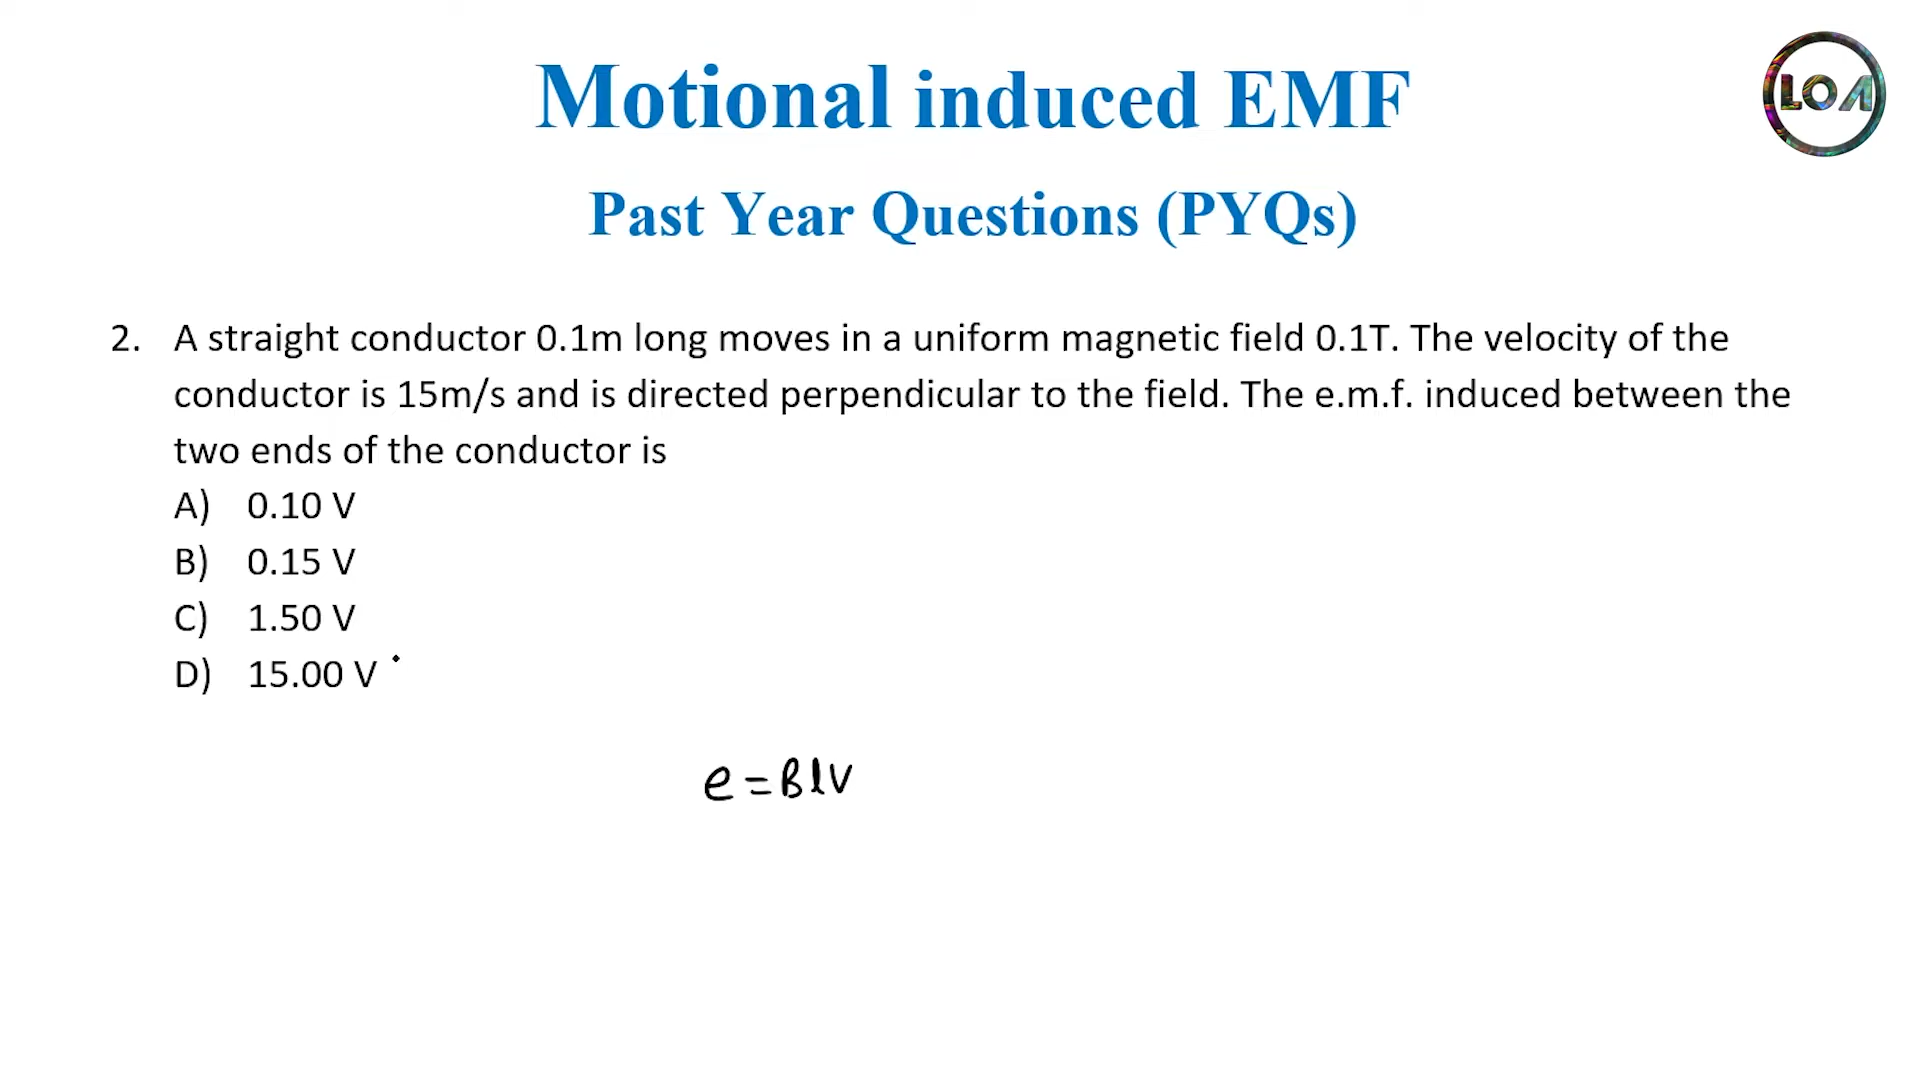 Motional induced EMF
LOA
Past Year Questions (PYQs)
2. A straight conductor 0.1m long moves in a uniform magnetic field 0.1T. The velocity of the
conductor is 15m/s and is directed perpendicular to the field. The e.m.f. induced between the
two ends of the conductor is
A) 0.10 V
B) 0.15 V
C) 1.50 V
D) 15.00 V
e = Blv